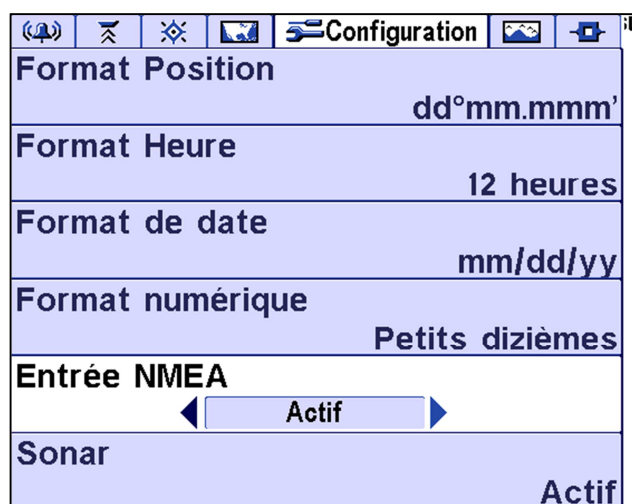 Configuration
Format Position
dd°mm.mmm'
Format Heure
12 heures
Format de date
mm/dd/yy
Format numérique
Petits dizièmes
Entrée NMEA
Actif
Sonar
Actif